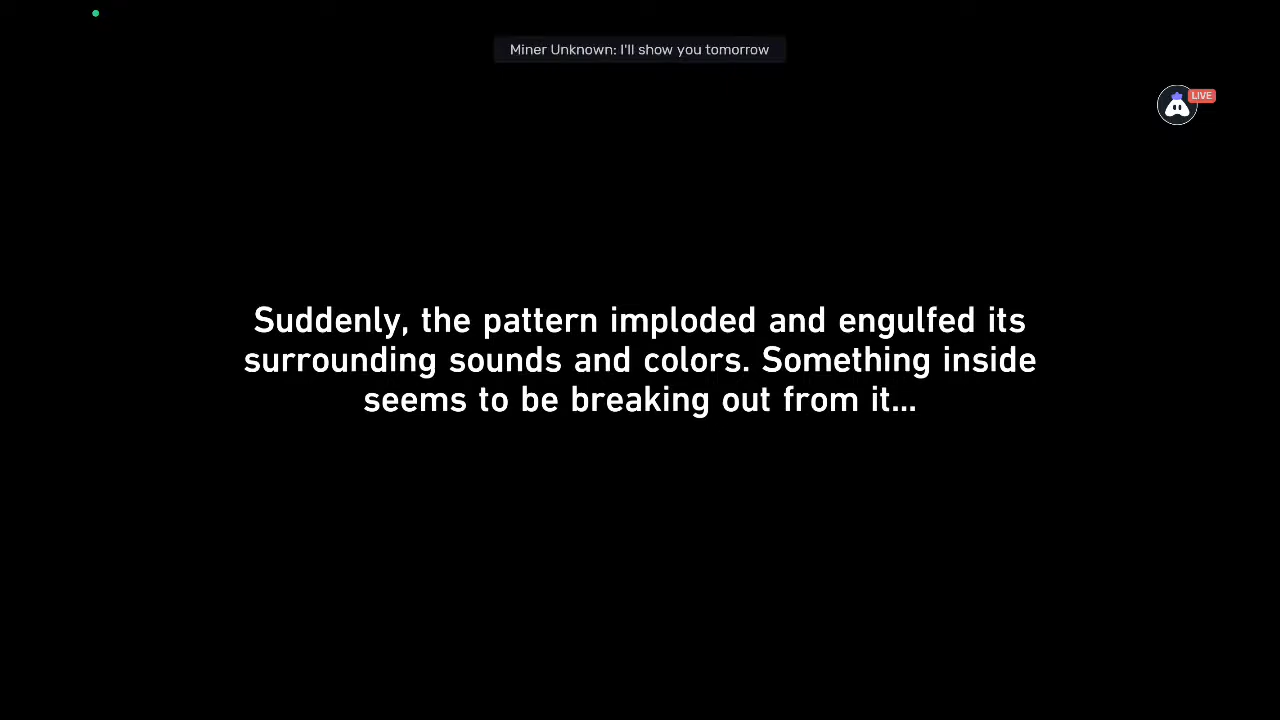 Miner Unknown: I'll show you tomorrow
LIVE
Suddenly, the pattern imploded and engulfed its
surrounding sounds and colors. Something inside
seems to be breaking out from it...